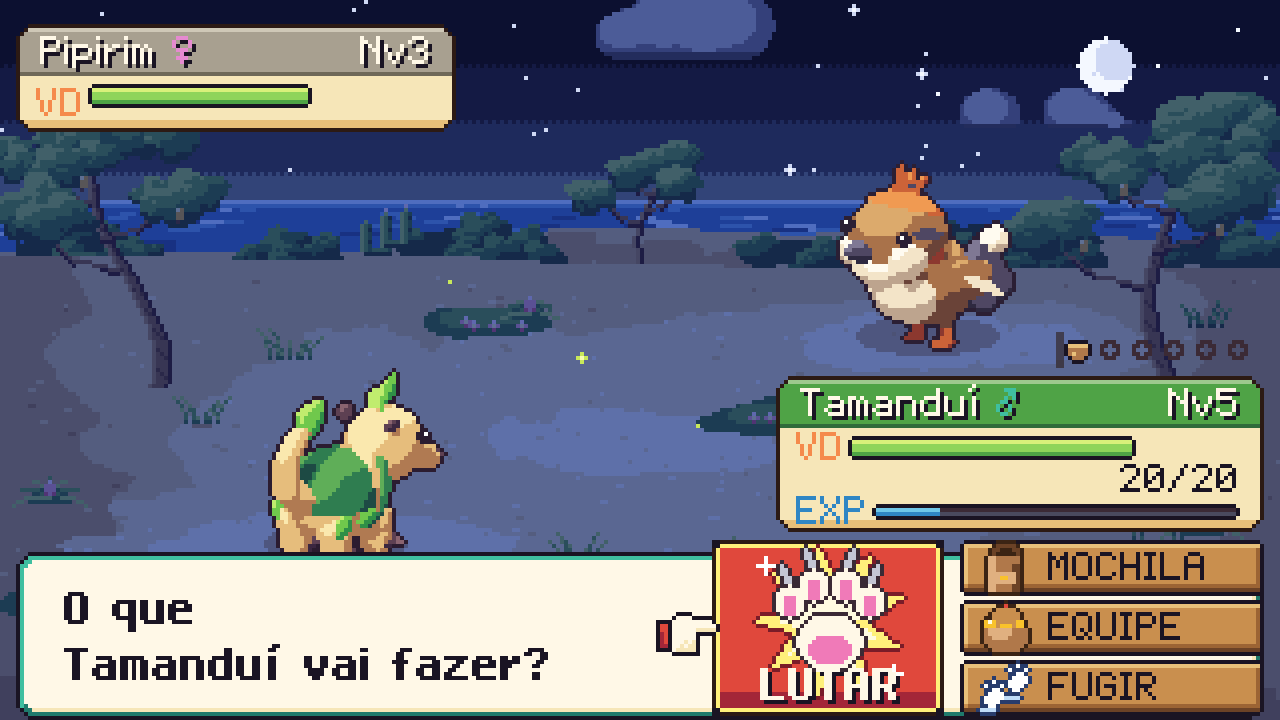 Pipirim ♀ Nv3
VD
Tamanduí ♂ Nv5
VD
20/20
EXP
O que
Tamanduí vai fazer?
LUTAR
MOCHILA
EQUIPE
FUGIR